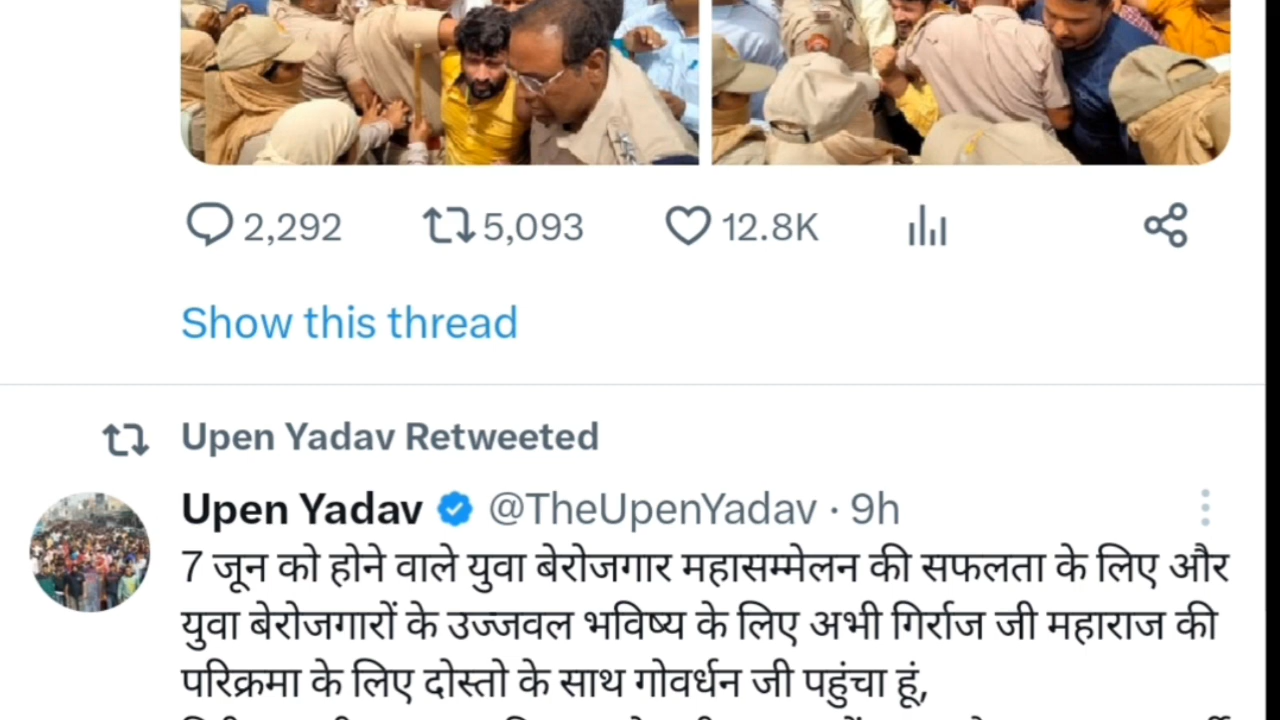 2,292 5,093 12.8K
Show this thread
Upen Yadav Retweeted
Upen Yadav @TheUpenYadav · 9h
7 जून को होने वाले युवा बेरोजगार महासम्मेलन की सफलता के लिए और
युवा बेरोजगारों के उज्जवल भविष्य के लिए अभी गिर्राज जी महाराज की
परिक्रमा के लिए दोस्तो के साथ गोवर्धन जी पहुंचा हूं,